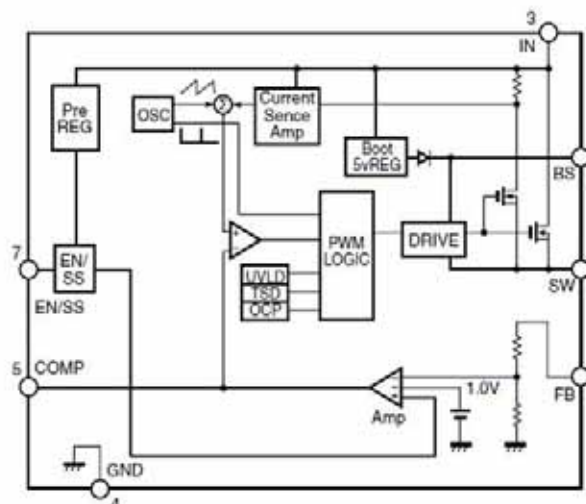 3
IN
Pre
REG
OSC
Σ
Current
Sence
Amp
Boot
5vREG
BS
7
EN/
SS
EN/SS
+
-
PWM
LOGIC
DRIVE
UVLD
TSD
OCP
SW
5
COMP
Amp
1.0V
FB
GND
4